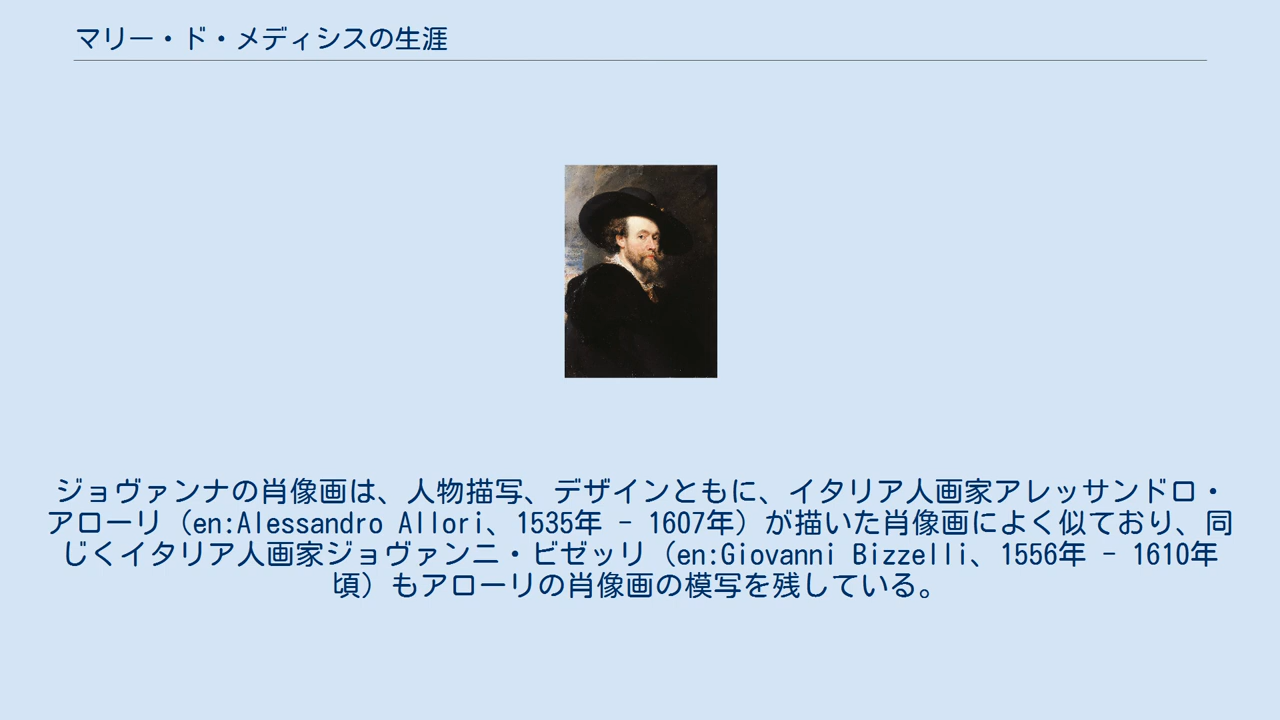 マリー・ド・メディシスの生涯
ジョヴァンナの肖像画は、人物描写、デザインともに、イタリア人画家アレッサンドロ・
アローリ（en:Alessandro Allori、1535年 - 1607年）が描いた肖像画によく似ており、同
じくイタリア人画家ジョヴァンニ・ビゼッリ（en:Giovanni Bizzelli、1556年 - 1610年
頃）もアローリの肖像画の模写を残している。